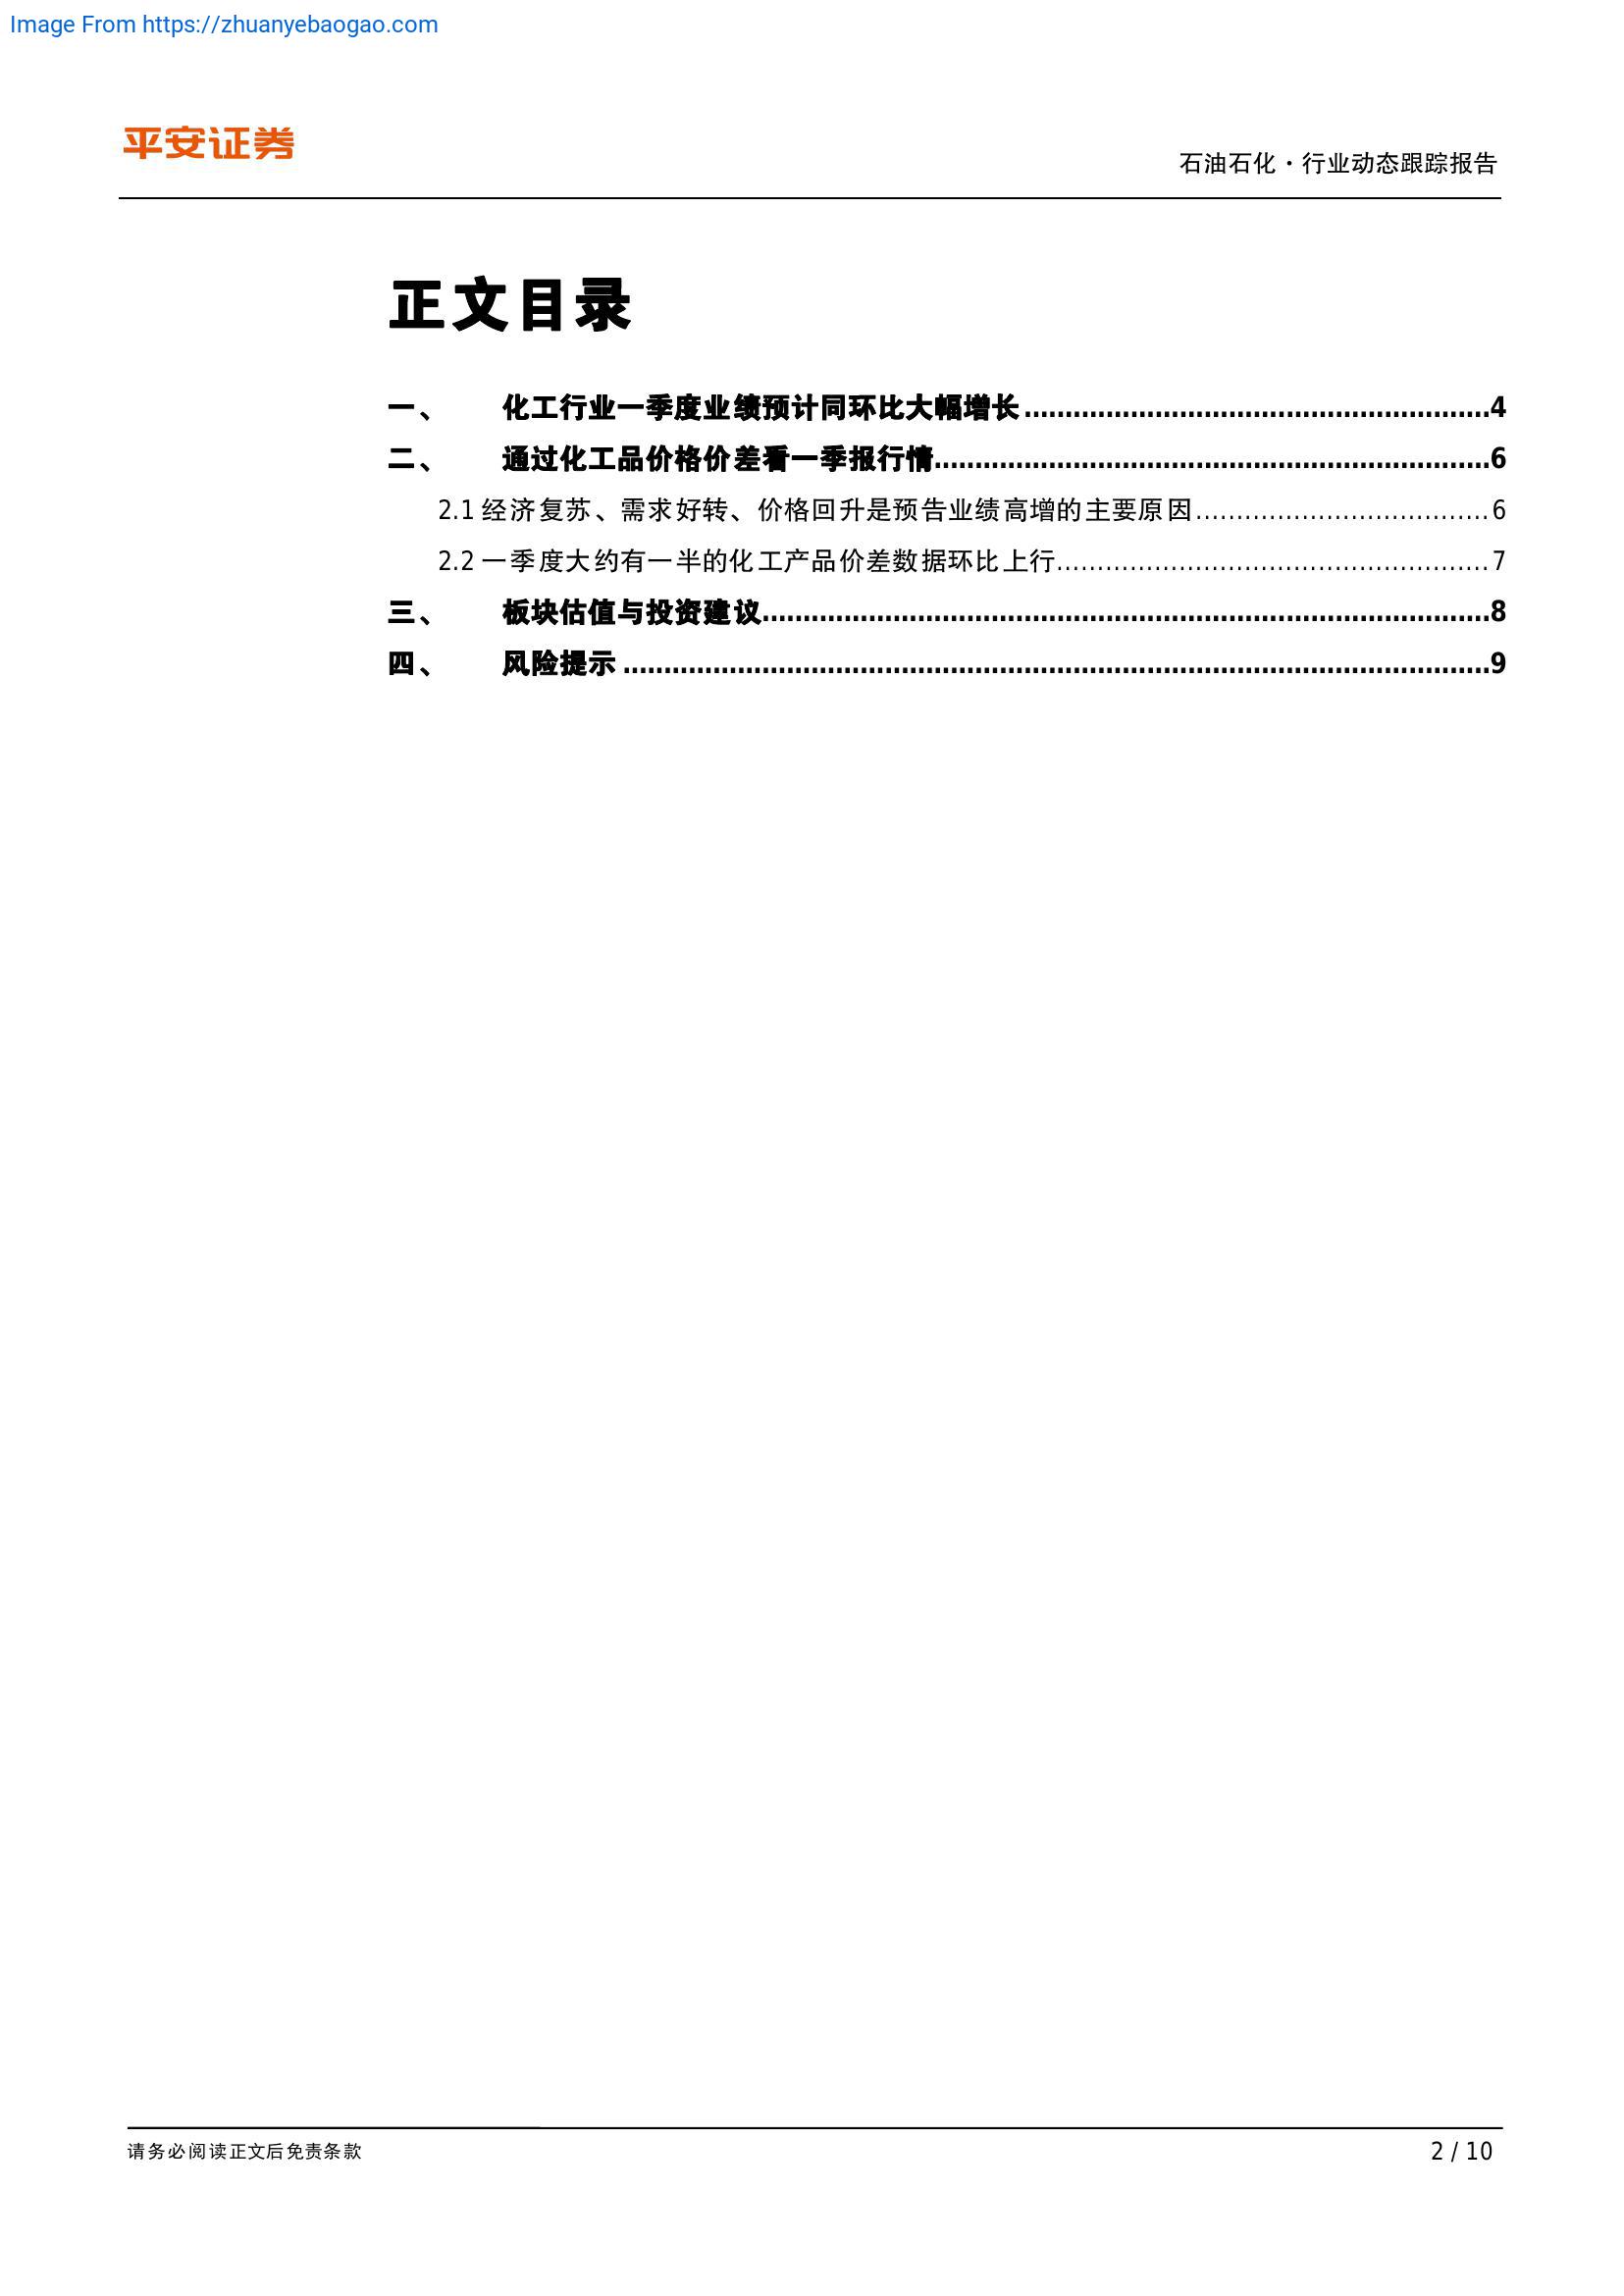 Image From https://zhuanyebaogao.com
平安证券
石油石化·行业动态跟踪报告
正文目录
一、 化工行业一季度业绩预计同环比大幅增长........................................................4
二、 通过化工品价格价差看一季报行情...................................................................6
2.1 经济复苏、需求好转、价格回升是预告业绩高增的主要原因....................................6
2.2 一季度大约有一半的化工产品价差数据环比上行.....................................................7
三、 板块估值与投资建议........................................................................................8
四、 风险提示.........................................................................................................9
请务必阅读正文后免责条款
2 / 10